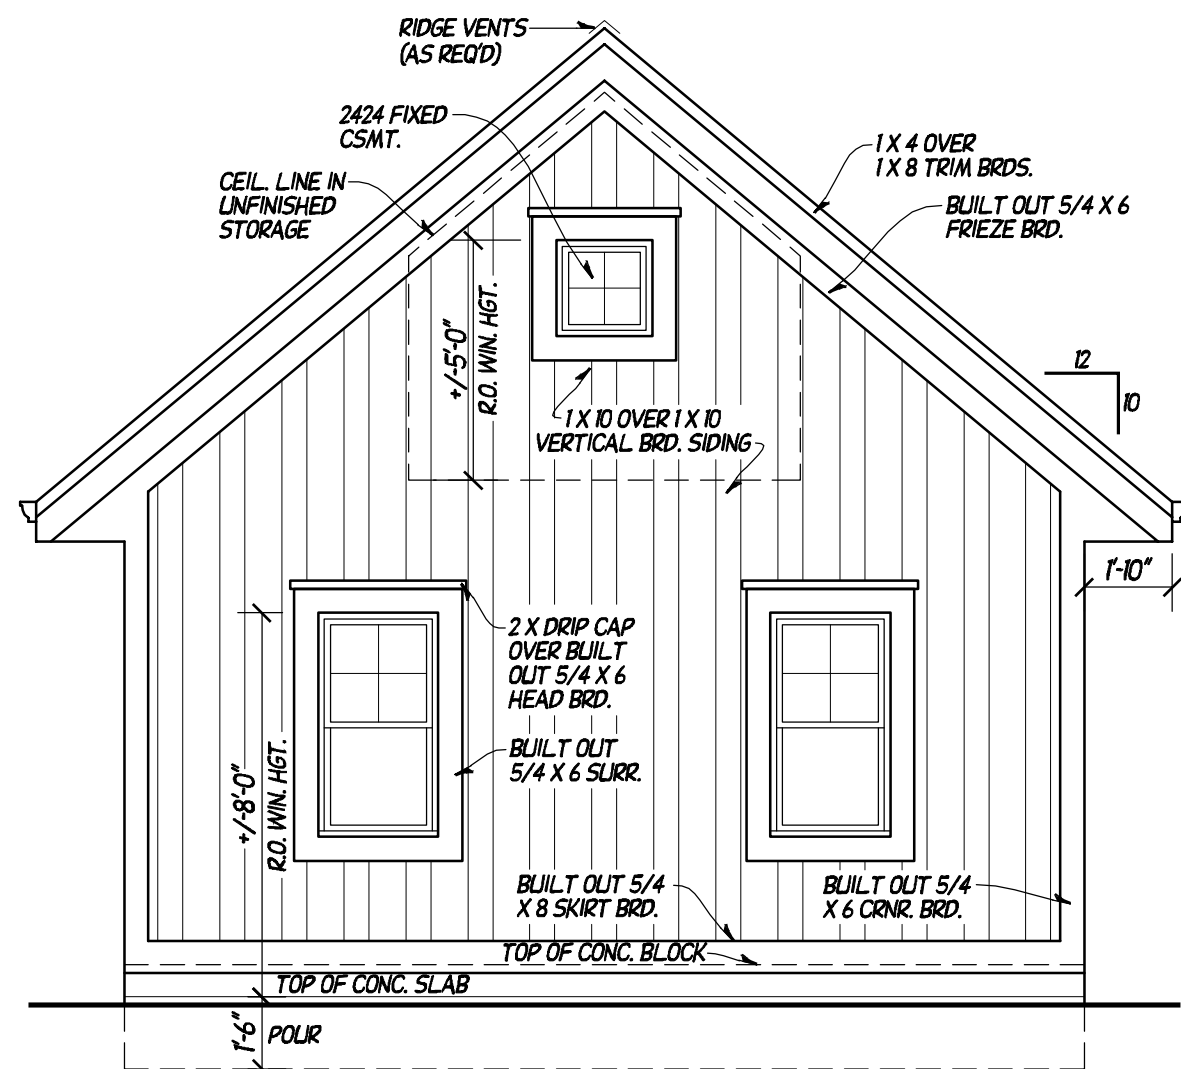 RIDGE VENTS
(AS REQ'D)
2424 FIXED
CSMT.
1 X 4 OVER
1 X 8 TRIM BRDS.
CEIL. LINE IN
UNFINISHED
STORAGE
BUILT OUT 5/4 X 6
FRIEZE BRD.
+/-5'-0"
R.O. WIN. HGT.
12
10
1 X 10 OVER 1 X 10
VERTICAL BRD. SIDING
1'-10"
2 X DRIP CAP
OVER BUILT
OUT 5/4 X 6
HEAD BRD.
BUILT OUT
5/4 X 6 SURR.
+/-8'-0"
R.O. WIN. HGT.
BUILT OUT 5/4
X 8 SKIRT BRD.
BUILT OUT 5/4
X 6 CRNR. BRD.
TOP OF CONC. BLOCK
TOP OF CONC. SLAB
1'-6"
POUR